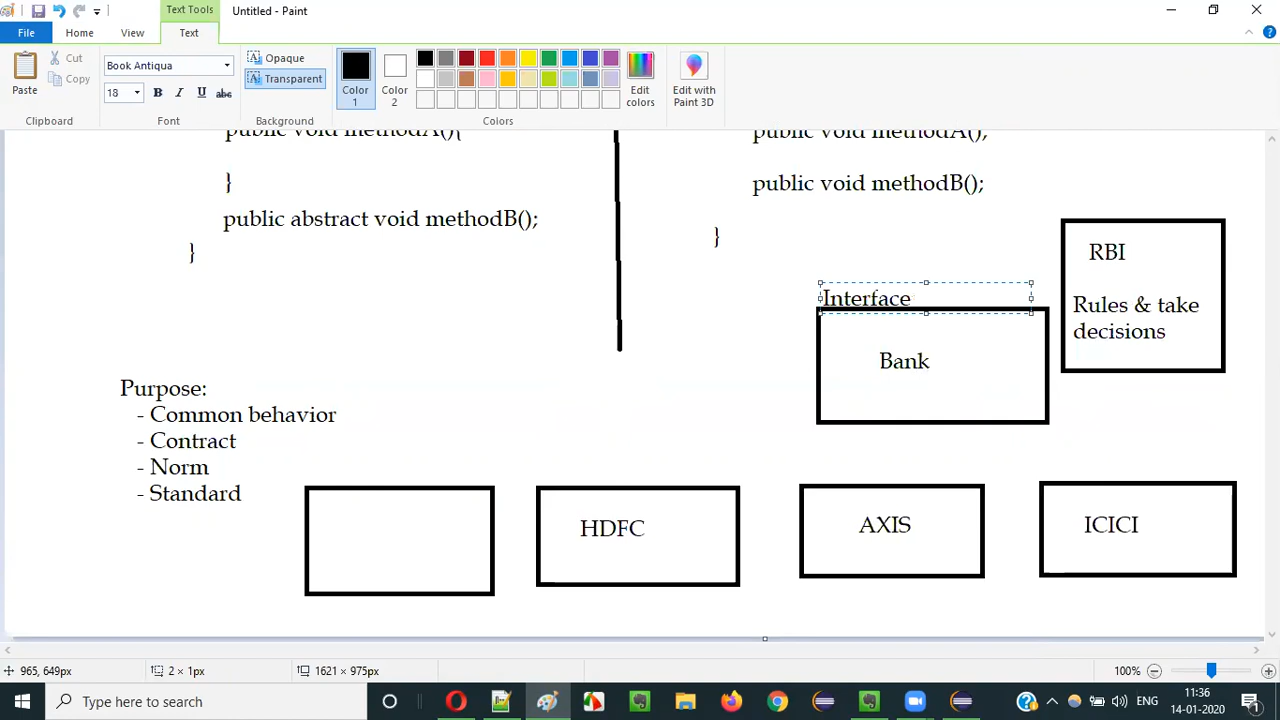 Text Tools
Untitled - Paint
File
Home
View
Text
Paste
Cut
Copy
Clipboard
Book Antiqua
18
B
I
U
abc
Font
Opaque
Transparent
Background
Color
1
Color
2
Edit
colors
Colors
Edit with
Paint 3D
public void methodA(){
}
public abstract void methodB();
}
public void methodA();
public void methodB();
}
RBI
Rules & take
decisions
Interface
Bank
Purpose:
- Common behavior
- Contract
- Norm
- Standard
HDFC
AXIS
ICICI
965, 649px
2 × 1px
1621 × 975px
100%
Type here to search
ENG
11:36
14-01-2020
1